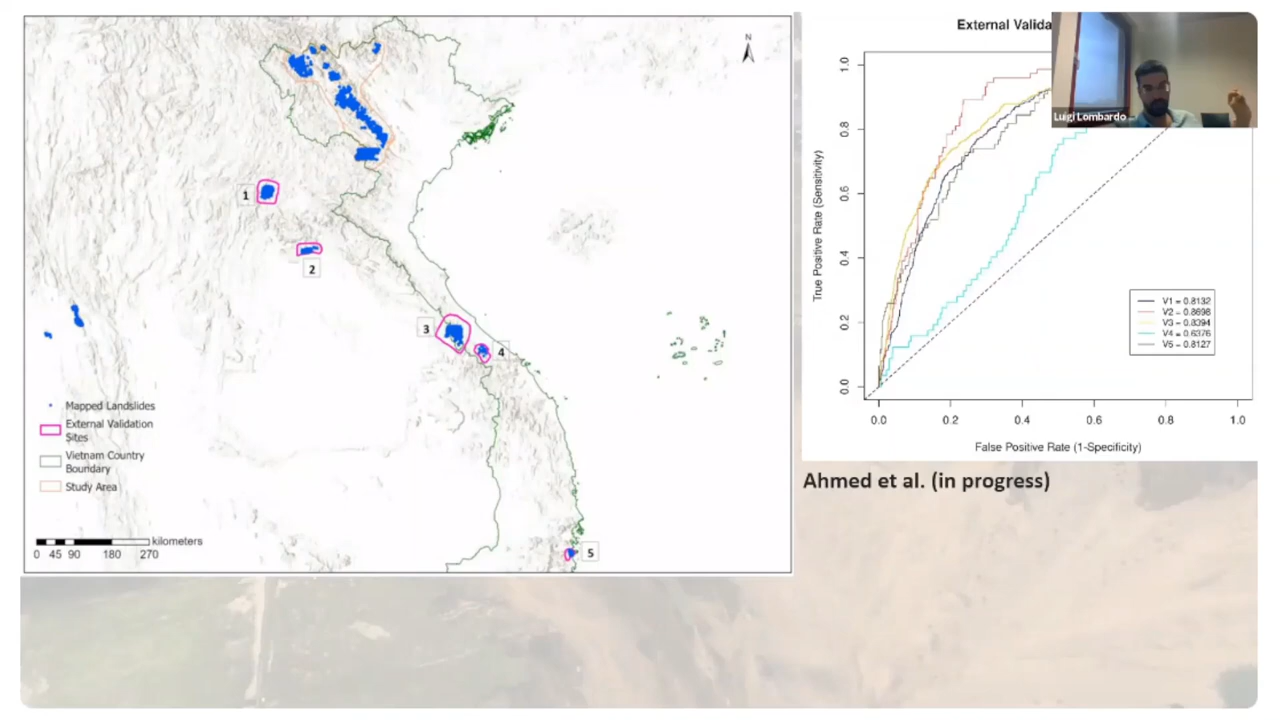 N
1
2
3
4
5
Mapped Landslides
External Validation
Sites
Vietnam Country
Boundary
Study Area
kilometers
0 45 90 180 270
External Valida
Luigi Lombardo
True Positive Rate (Sensitivity)
1.0
0.8
0.6
0.4
0.2
0.0
V1 = 0.8132
V2 = 0.8698
V3 = 0.8394
V4 = 0.6376
V5 = 0.8127
0.0 0.2 0.4 0.6 0.8 1.0
False Positive Rate (1-Specificity)
Ahmed et al. (in progress)